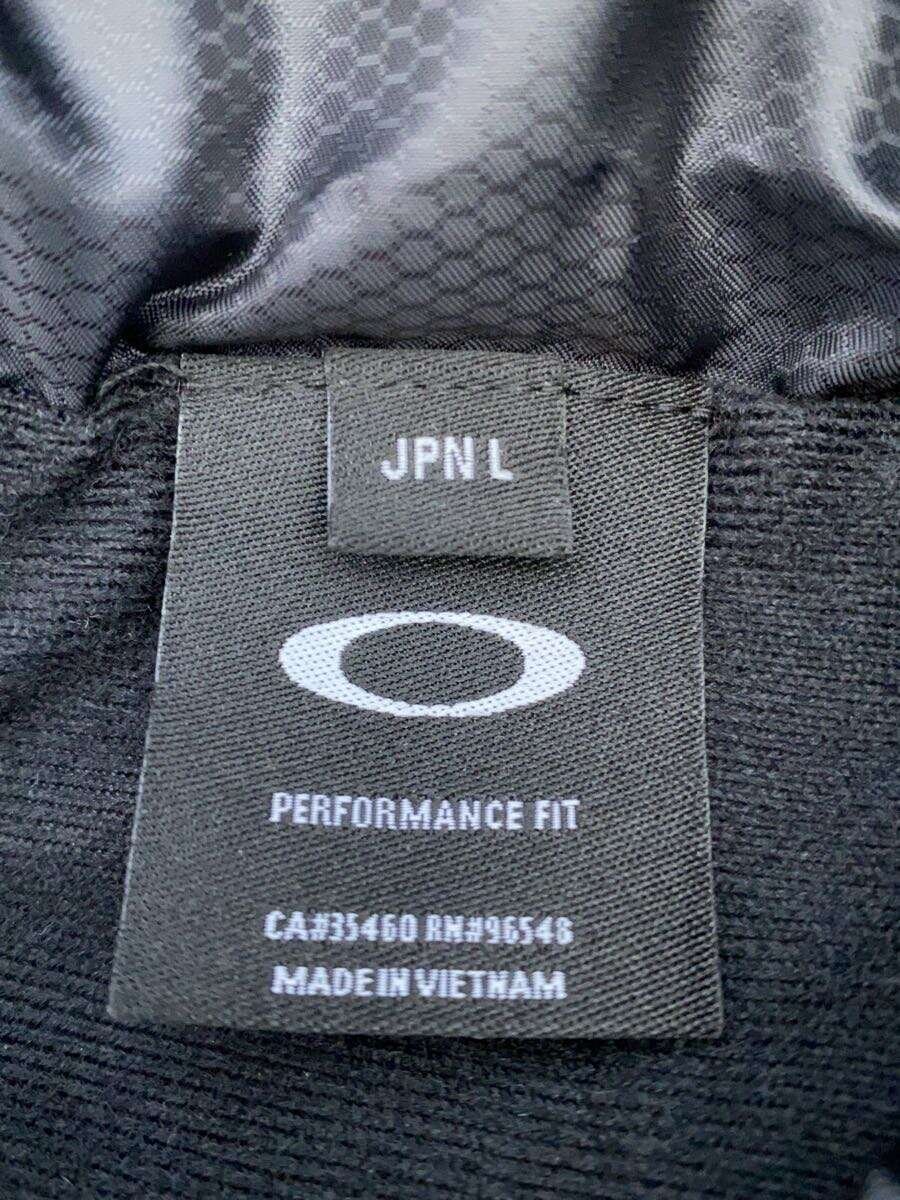 JPN L
PERFORMANCE FIT
CA#35460 RN#96548
MADE IN VIETNAM